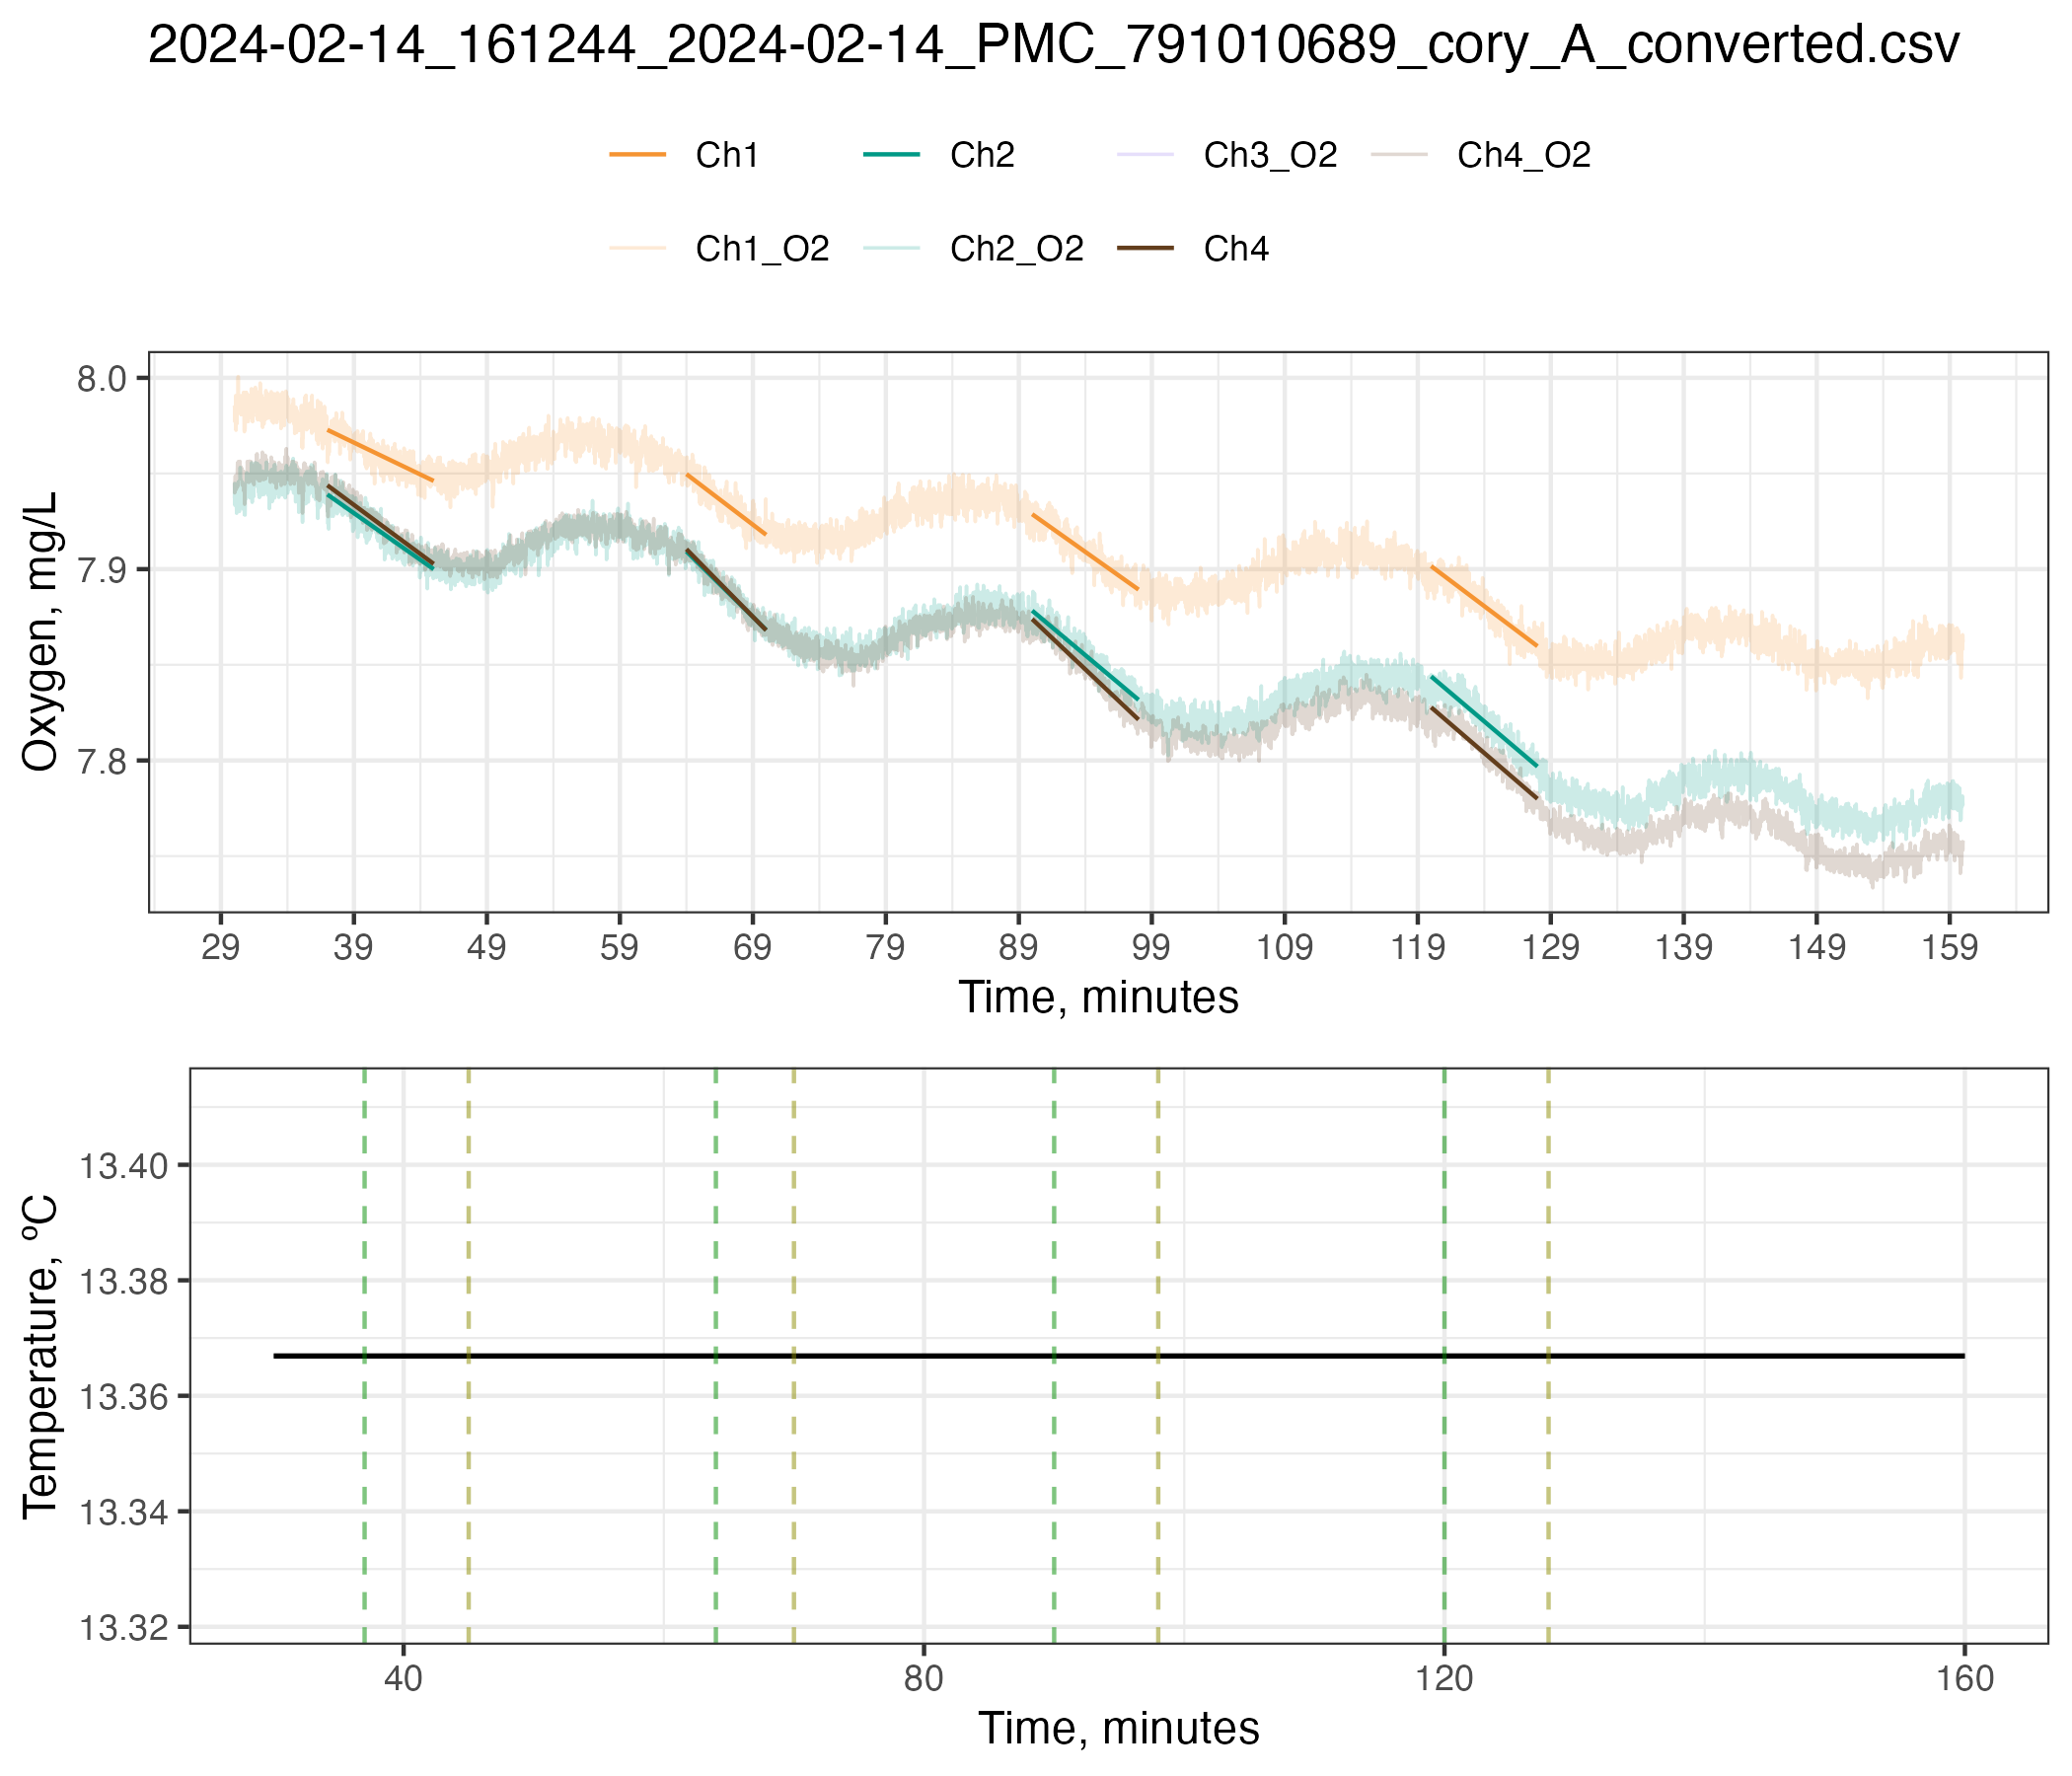 2024-02-14_161244_2024-02-14_PMC_791010689_cory_A_converted.csv
Ch1 Ch2 Ch3_O2 Ch4_O2
Ch1_O2 Ch2_O2 Ch4
Oxygen, mg/L
8.0
7.9
7.8
29 39 49 59 69 79 89 99 109 119 129 139 149 159
Time, minutes
Temperature, ºC
13.40
13.38
13.36
13.34
13.32
40 80 120 160
Time, minutes